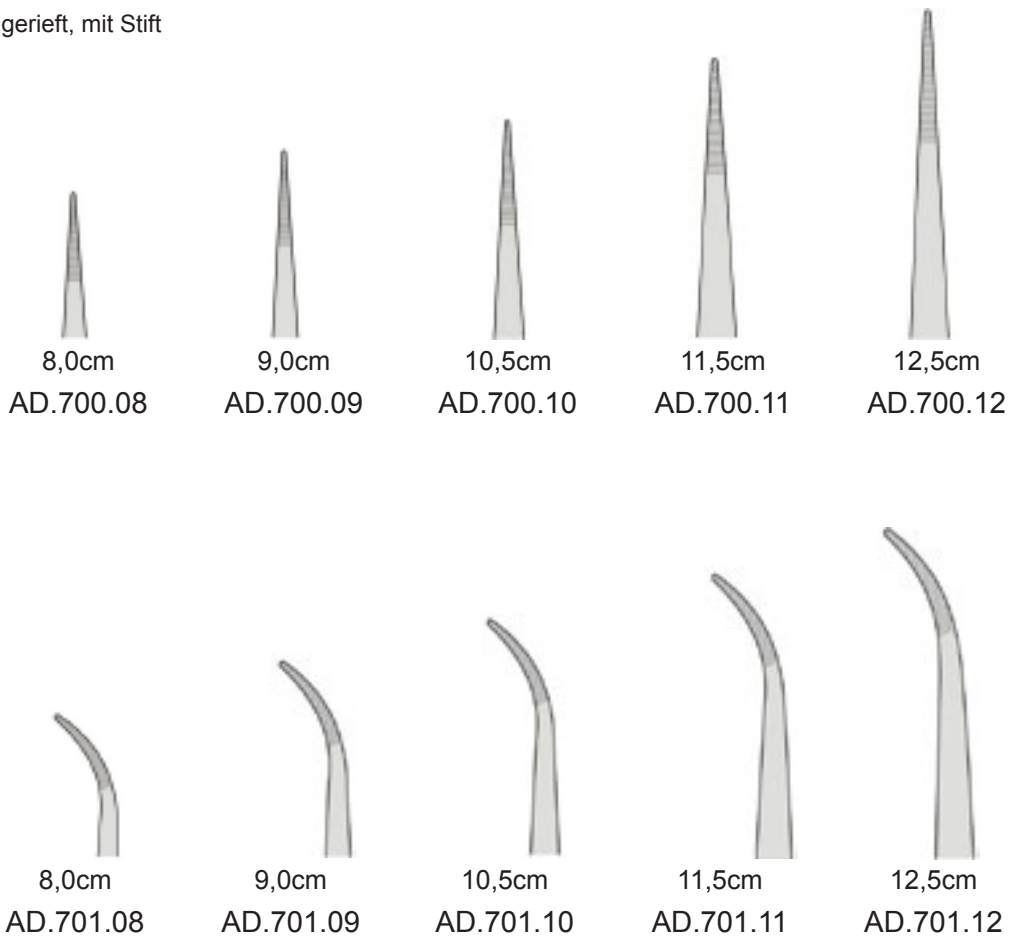 gerieft, mit Stift
8,0cm 9,0cm 10,5cm 11,5cm 12,5cm
AD.700.08 AD.700.09 AD.700.10 AD.700.11 AD.700.12
8,0cm 9,0cm 10,5cm 11,5cm 12,5cm
AD.701.08 AD.701.09 AD.701.10 AD.701.11 AD.701.12